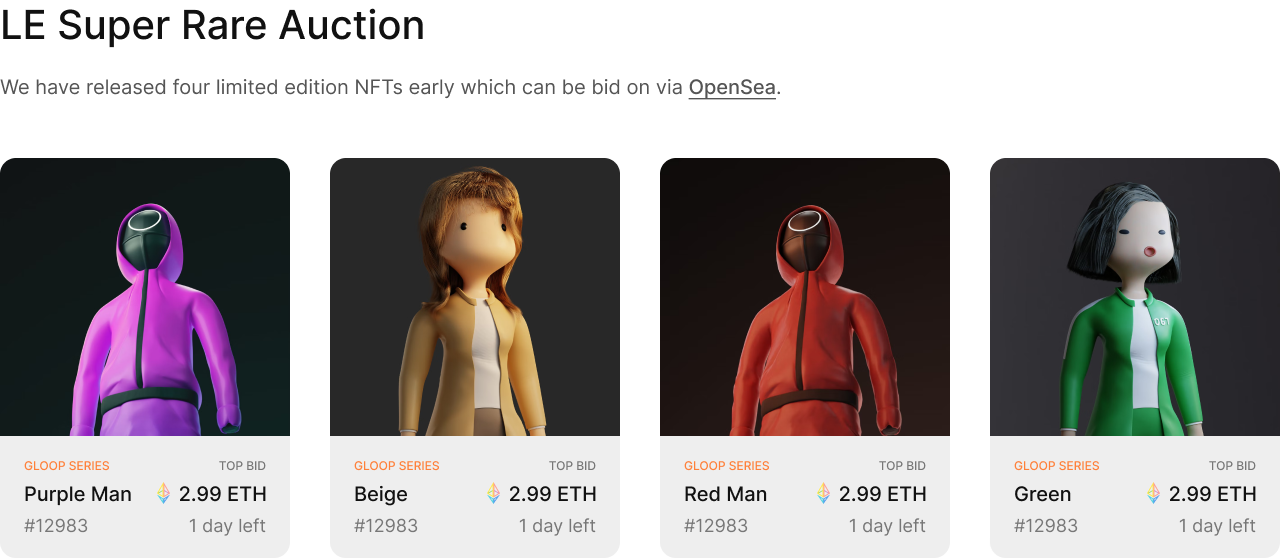 LE Super Rare Auction
We have released four limited edition NFTs early which can be bid on via OpenSea.
067
GLOOP SERIES TOP BID
Purple Man 2.99 ETH
#12983 1 day left
GLOOP SERIES TOP BID
Beige 2.99 ETH
#12983 1 day left
GLOOP SERIES TOP BID
Red Man 2.99 ETH
#12983 1 day left
GLOOP SERIES TOP BID
Green 2.99 ETH
#12983 1 day left